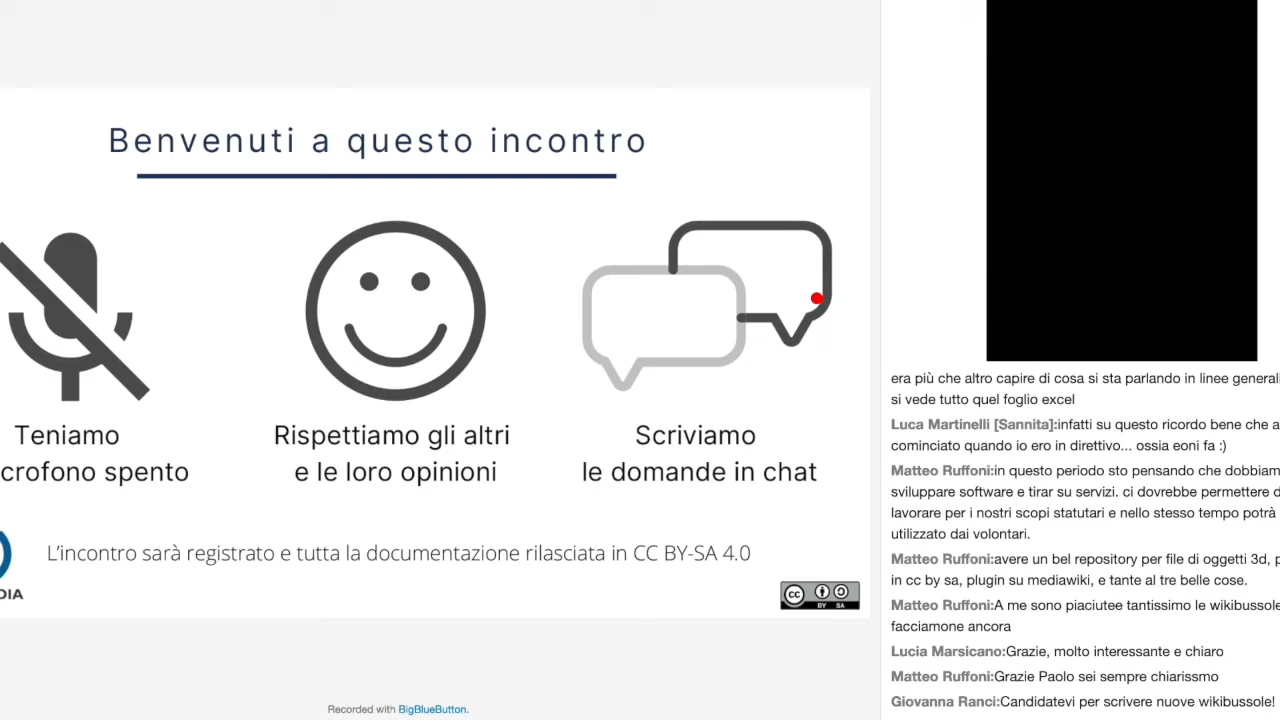 Benvenuti a questo incontro
Teniamo
crofono spento
Rispettiamo gli altri
e le loro opinioni
Scriviamo
le domande in chat
L'incontro sarà registrato e tutta la documentazione rilasciata in CC BY-SA 4.0
DIA
cc BY SA
Recorded with BigBlueButton.
era più che altro capire di cosa si sta parlando in linee generali
si vede tutto quel foglio excel
Luca Martinelli [Sannita]:infatti su questo ricordo bene che a
cominciato quando io ero in direttivo... ossia eoni fa :)
Matteo Ruffoni:in questo periodo sto pensando che dobbiam
sviluppare software e tirar su servizi. ci dovrebbe permettere d
lavorare per i nostri scopi statutari e nello stesso tempo potrà
utilizzato dai volontari.
Matteo Ruffoni:avere un bel repository per file di oggetti 3d, p
in cc by sa, plugin su mediawiki, e tante al tre belle cose.
Matteo Ruffoni:A me sono piaciutee tantissimo le wikibussole
facciamone ancora
Lucia Marsicano:Grazie, molto interessante e chiaro
Matteo Ruffoni:Grazie Paolo sei sempre chiarissmo
Giovanna Ranci:Candidatevi per scrivere nuove wikibussole!